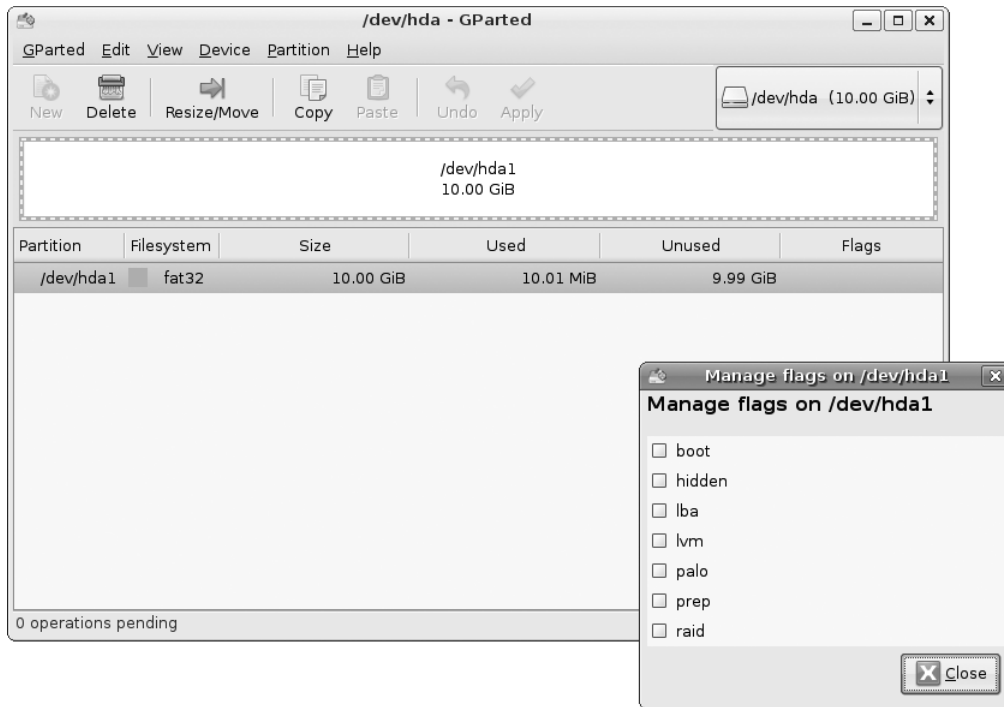 /dev/hda - GParted
GParted Edit View Device Partition Help
New Delete Resize/Move Copy Paste Undo Apply /dev/hda (10.00 GiB)
/dev/hda1
10.00 GiB
Partition Filesystem Size Used Unused Flags
/dev/hda1 fat32 10.00 GiB 10.01 MiB 9.99 GiB
0 operations pending
Manage flags on /dev/hda1
Manage flags on /dev/hda1
boot
hidden
lba
lvm
palo
prep
raid
Close